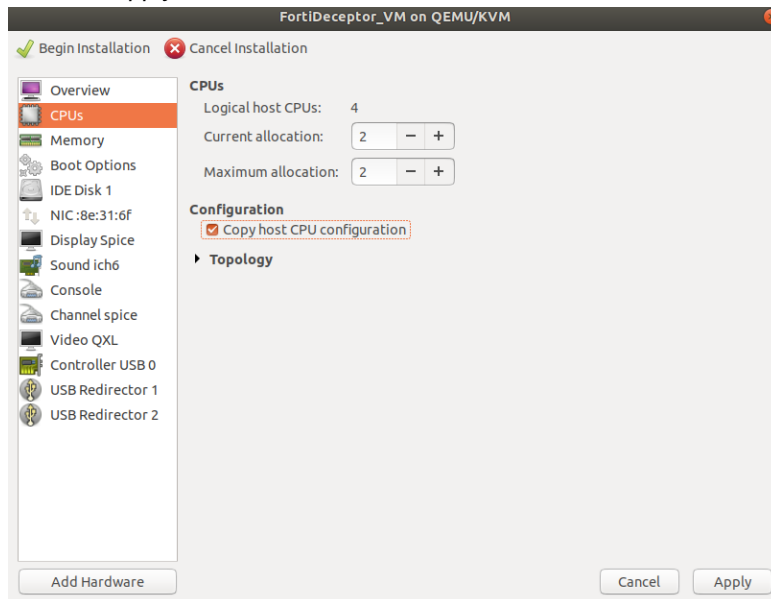 FortiDeceptor_VM on QEMU/KVM
Begin Installation Cancel Installation
Overview
CPUs
Memory
Boot Options
IDE Disk 1
NIC :8e:31:6f
Display Spice
Sound ich6
Console
Channel spice
Video QXL
Controller USB 0
USB Redirector 1
USB Redirector 2
Add Hardware
CPUs
Logical host CPUs: 4
Current allocation: 2 − +
Maximum allocation: 2 − +
Configuration
Copy host CPU configuration
Topology
Cancel Apply